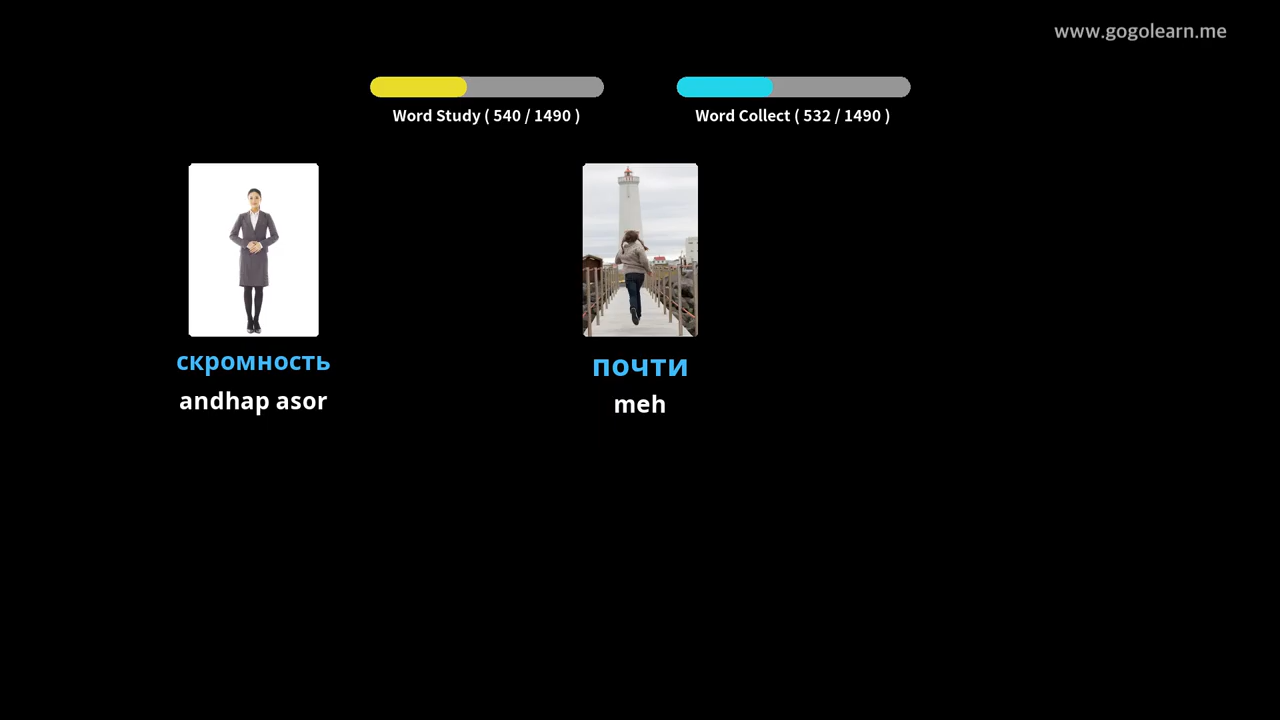 www.gogolearn.me
Word Study ( 540 / 1490 )
Word Collect ( 532 / 1490 )
скромность
andhap asor
почти
meh